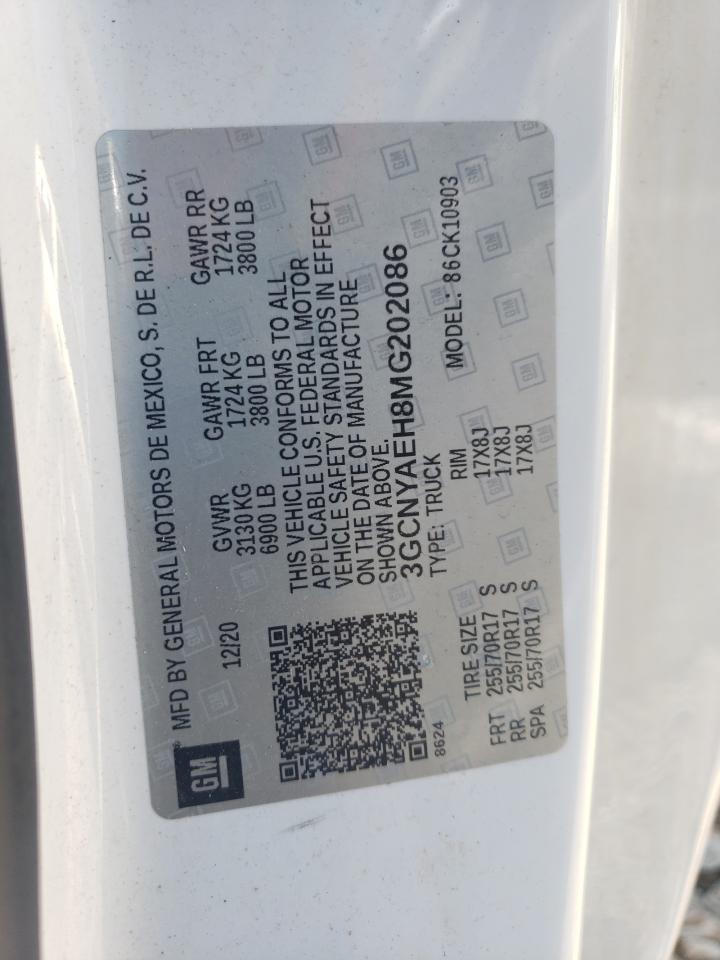 GM
MFD BY GENERAL MOTORS DE MEXICO, S. DE R.L. DE C.V.
12/20
GVWR GAWR FRT GAWR RR
3130 KG 1724 KG 1724 KG
6900 LB 3800 LB 3800 LB
THIS VEHICLE CONFORMS TO ALL
APPLICABLE U.S. FEDERAL MOTOR
VEHICLE SAFETY STANDARDS IN EFFECT
ON THE DATE OF MANUFACTURE
SHOWN ABOVE.
3GCNYAEH8MG202086
TYPE: TRUCK MODEL: 86CK10903
8624
TIRE SIZE RIM
FRT 255/70R17 S 17X8J
RR 255/70R17 S 17X8J
SPA 255/70R17 S 17X8J